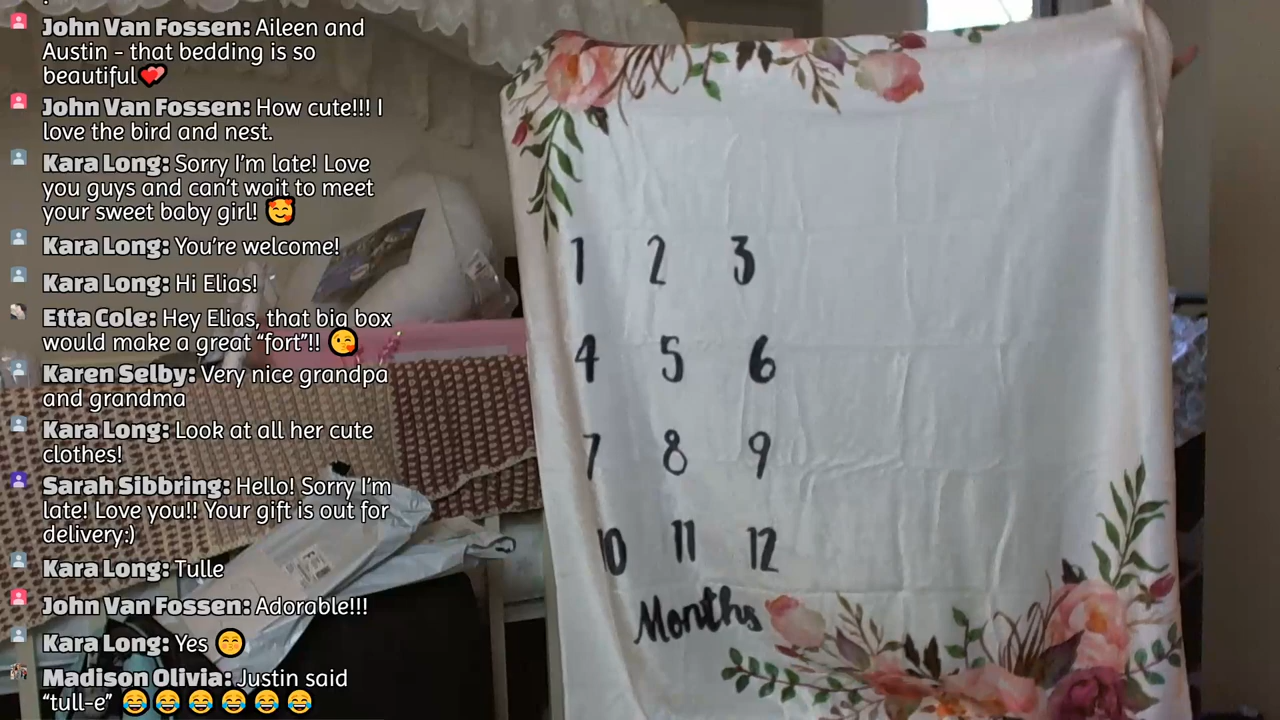 John Van Fossen: Aileen and
Austin - that bedding is so
beautiful💕
John Van Fossen: How cute!!! I
love the bird and nest.
Kara Long: Sorry I'm late! Love
you guys and can't wait to meet
your sweet baby girl! 🥰
Kara Long: You're welcome!
Kara Long: Hi Elias!
Etta Cole: Hey Elias, that big box
would make a great “fort”!! 😘
Karen Selby: Very nice grandpa
and grandma
Kara Long: Look at all her cute
clothes!
Sarah Sibbring: Hello! Sorry I'm
late! Love you!! Your gift is out for
delivery:)
Kara Long: Tulle
John Van Fossen: Adorable!!!
Kara Long: Yes 🤭
Madison Olivia: Justin said
“tull-e” 😂😂😂😂😂😂
1 2 3
4 5 6
7 8 9
10 11 12
Months